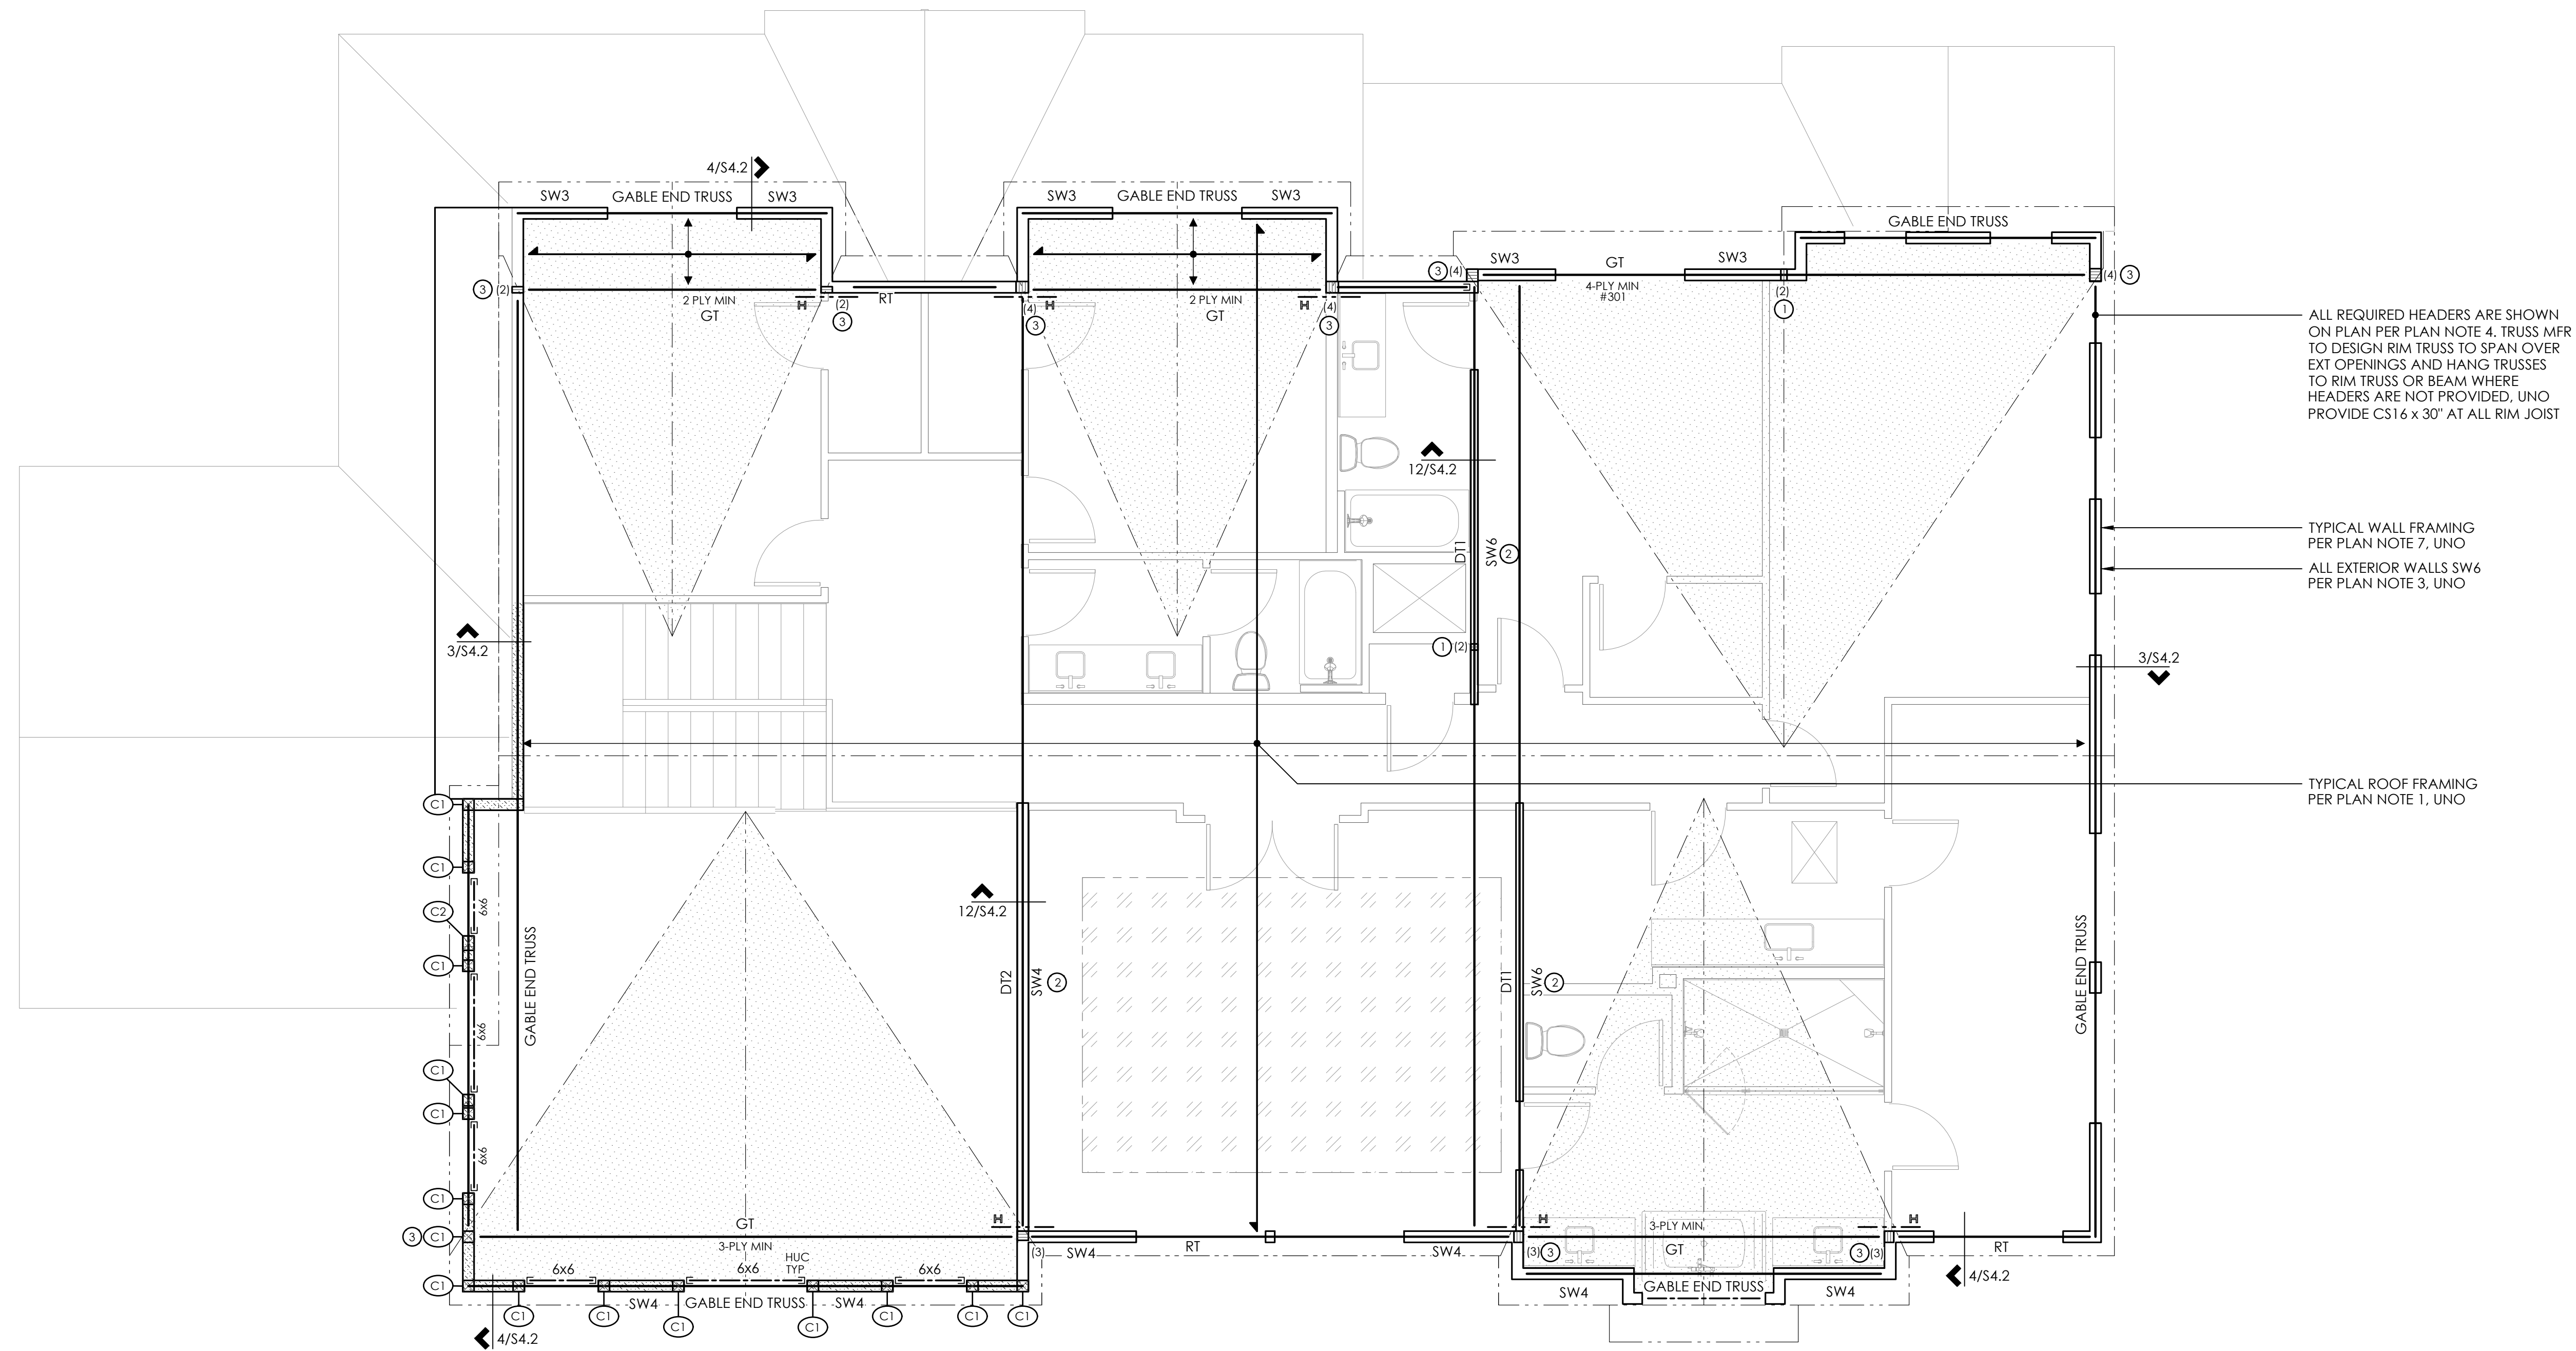 4/S4.2
SW3
GABLE END TRUSS
SW3
SW3
GABLE END TRUSS
SW3
GABLE END TRUSS
SW3
GT
SW3
3 (4)
(4) 3
4-PLY MIN
#301
(2)
1
3 (2)
2 PLY MIN
GT
H
(2)
3
RT
H
(4)
3
2 PLY MIN
GT
H
(4)
3
ALL REQUIRED HEADERS ARE SHOWN
ON PLAN PER PLAN NOTE 4. TRUSS MFR
TO DESIGN RIM TRUSS TO SPAN OVER
EXT OPENINGS AND HANG TRUSSES
TO RIM TRUSS OR BEAM WHERE
HEADERS ARE NOT PROVIDED, UNO
PROVIDE CS16 x 30" AT ALL RIM JOIST
12/S4.2
TYPICAL WALL FRAMING
PER PLAN NOTE 7, UNO
DT1
SW6
2
ALL EXTERIOR WALLS SW6
PER PLAN NOTE 3, UNO
3/S4.2
1 (2)
3/S4.2
TYPICAL ROOF FRAMING
PER PLAN NOTE 1, UNO
C1
C1
C2
6x6
12/S4.2
C1
GABLE END TRUSS
DT2
SW4
2
DT1
SW6
2
GABLE END TRUSS
6x6
C1
C1
6x6
C1
3 C1
GT
3-PLY MIN
HUC
TYP
H
(3)
SW4
RT
SW4
H
(3) 3
3-PLY MIN
GT
3 (3)
H
RT
4/S4.2
C1
6x6
6x6
6x6
SW4
GABLE END TRUSS
SW4
GABLE END TRUSS
SW4
SW4
C1
C1
C1
C1
C1
C1
C1
4/S4.2